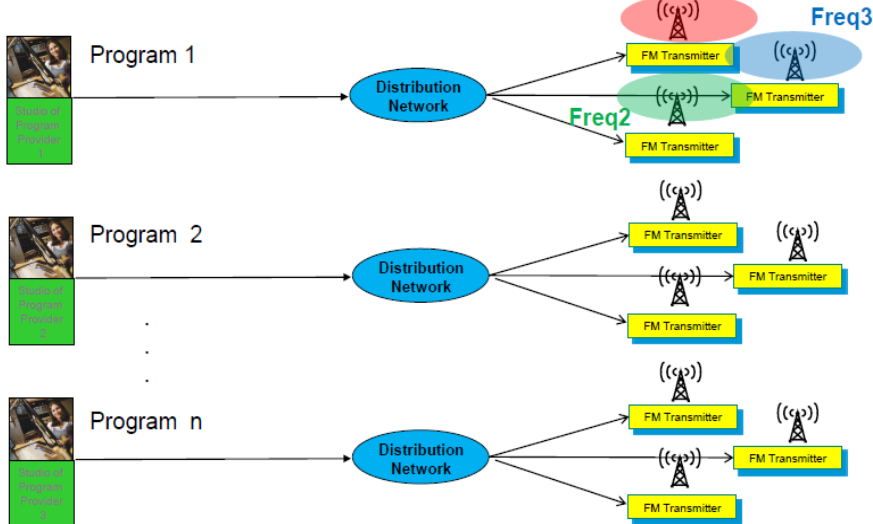 Freq3
Program 1
FM Transmitter
Studio of
Program
Provider
1
Distribution
Network
FM Transmitter
Freq2
FM Transmitter
Program 2
FM Transmitter
Studio of
Program
Provider
2
Distribution
Network
FM Transmitter
FM Transmitter
.
.
.
Program n
FM Transmitter
Studio of
Program
Provider
3
Distribution
Network
FM Transmitter
FM Transmitter